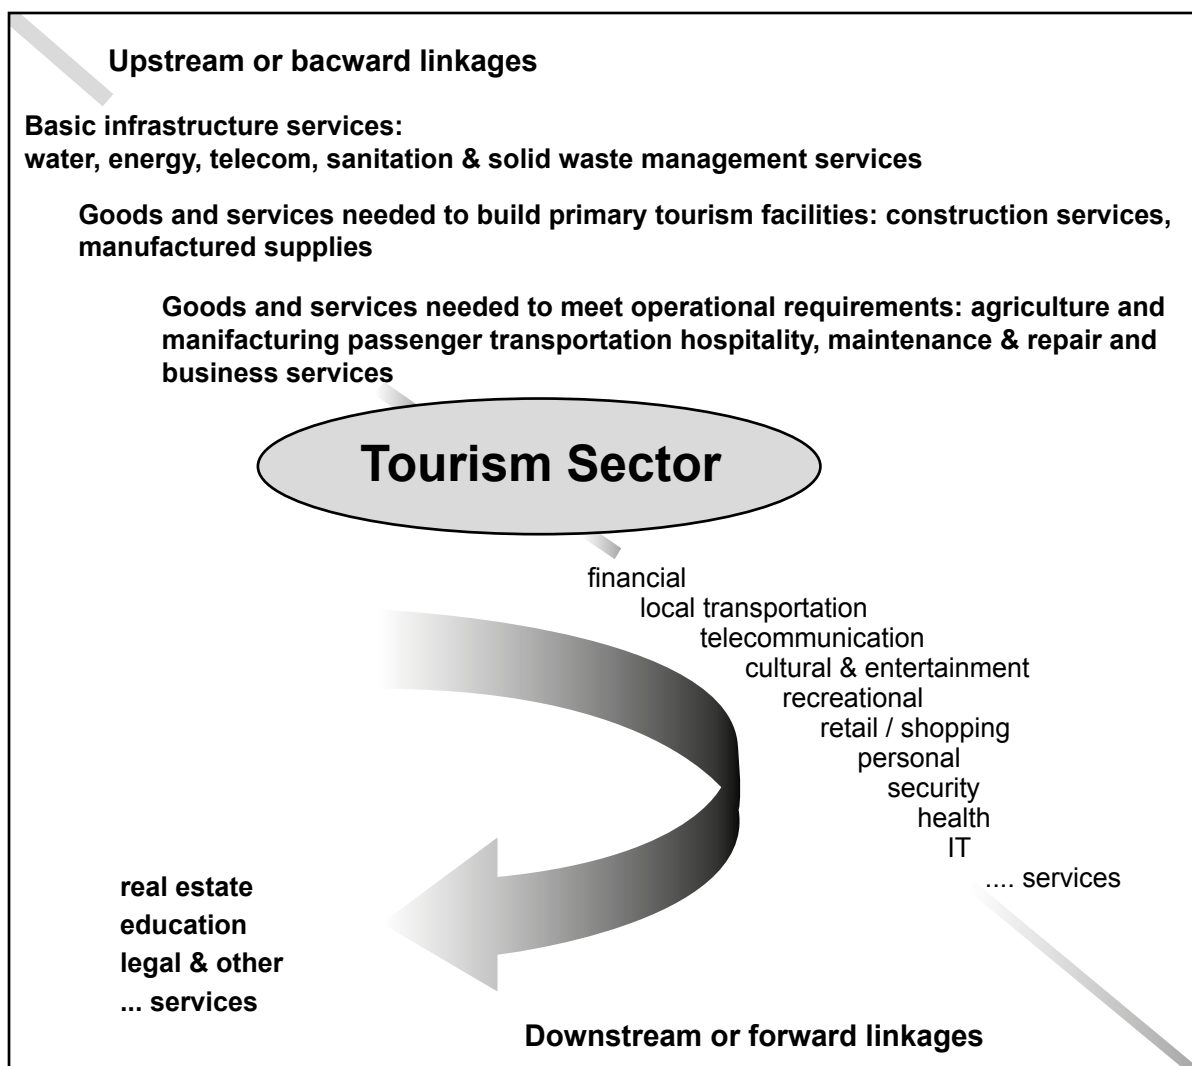 Upstream or bacward linkages
Basic infrastructure services:
water, energy, telecom, sanitation & solid waste management services
Goods and services needed to build primary tourism facilities: construction services,
manufactured supplies
Goods and services needed to meet operational requirements: agriculture and
manifacturing passenger transportation hospitality, maintenance & repair and
business services
Tourism Sector
financial
local transportation
telecommunication
cultural & entertainment
recreational
retail / shopping
personal
security
health
IT
.... services
real estate
education
legal & other
... services
Downstream or forward linkages